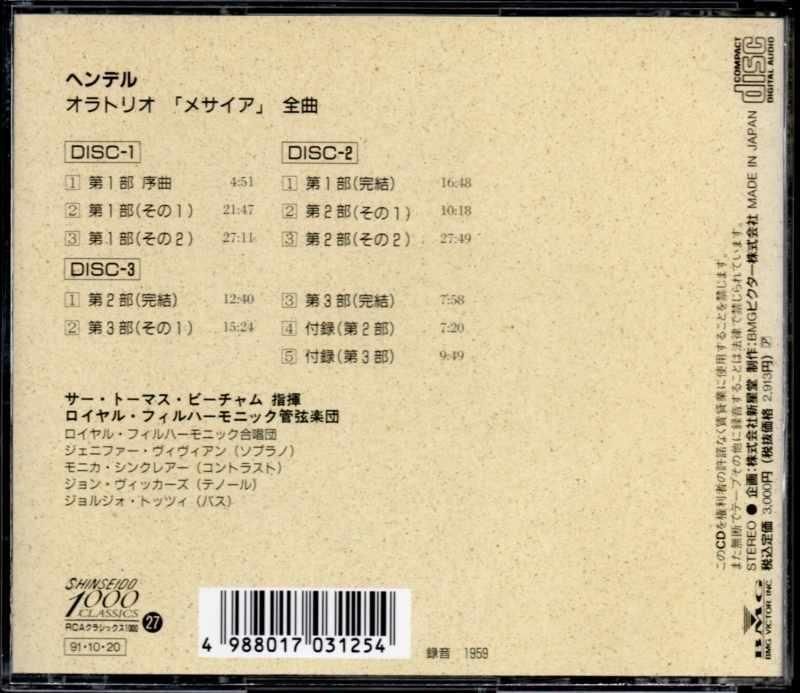 ヘンデル
オラトリオ 「メサイア」 全曲
DISC-1
1 第1部 序曲 4:51
2 第1部(その1) 21:47
3 第1部(その2) 27:11
DISC-2
1 第1部(完結) 16:48
2 第2部(その1) 10:18
3 第2部(その2) 27:49
DISC-3
1 第2部(完結) 12:40
2 第3部(その1) 15:24
3 第3部(完結) 7:58
4 付録(第2部) 7:20
5 付録(第3部) 9:49
サー・トーマス・ビーチャム 指揮
ロイヤル・フィルハーモニック管弦楽団
ロイヤル・フィルハーモニック合唱団
ジェニファー・ヴィヴィアン(ソプラノ)
モニカ・シンクレアー(コントラスト)
ジョン・ヴィッカーズ(テノール)
ジョルジォ・トッツィ(バス)
SHINSEIDO
1000
CLASSICS
RCAクラシックス1000
27
91・10・20
4 988017 031254
録音 1959
COMPACT
disc
DIGITAL AUDIO
このCDを権利者の許諾なく賃貸業に使用することを禁じます。
また無断でテープその他に録音することは法律で禁じられています。
STEREO ● 企画:株式会社新星堂 制作:BMGビクター株式会社 MADE IN JAPAN
税込定価 3,000円 (税抜価格 2,913円) ア
BMG
BMG VICTOR INC.